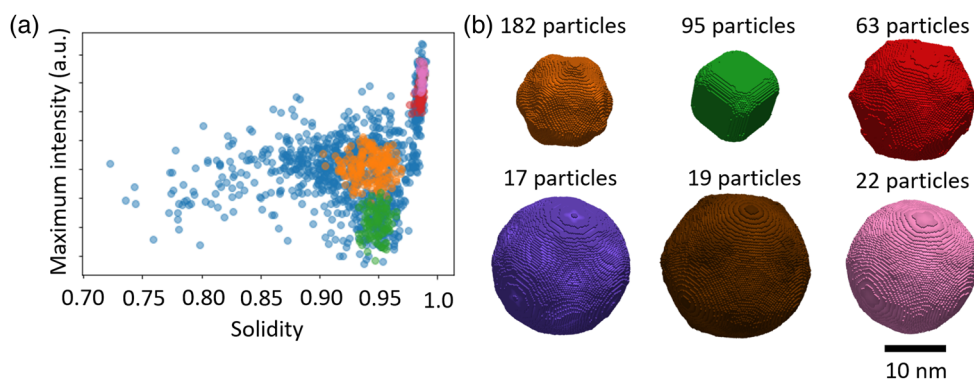 (a)
Maximum intensity (a.u.)
0.70 0.75 0.80 0.85 0.90 0.95 1.0
Solidity
(b)
182 particles 95 particles 63 particles
17 particles 19 particles 22 particles
10 nm